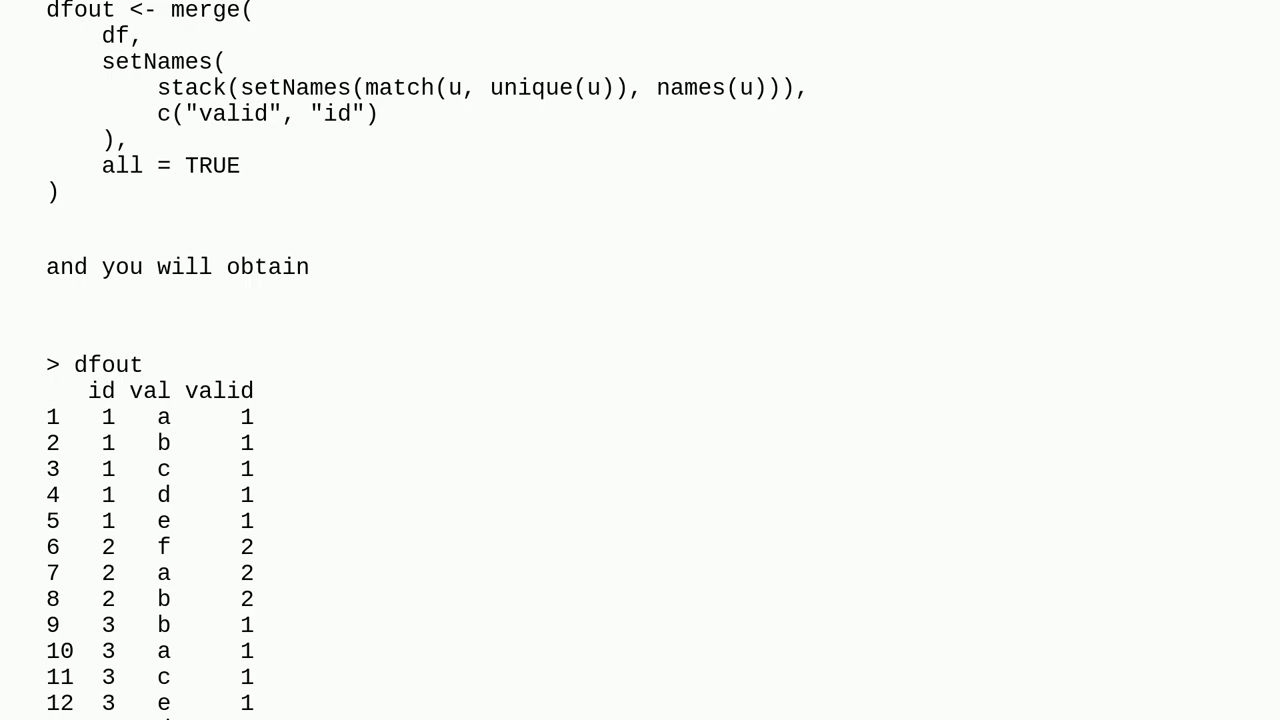 dfout <- merge(
    df,
    setNames(
        stack(setNames(match(u, unique(u)), names(u))),
        c("valid", "id")
    ),
    all = TRUE
)
and you will obtain
> dfout
   id val valid
1   1   a     1
2   1   b     1
3   1   c     1
4   1   d     1
5   1   e     1
6   2   f     2
7   2   a     2
8   2   b     2
9   3   b     1
10  3   a     1
11  3   c     1
12  3   e     1